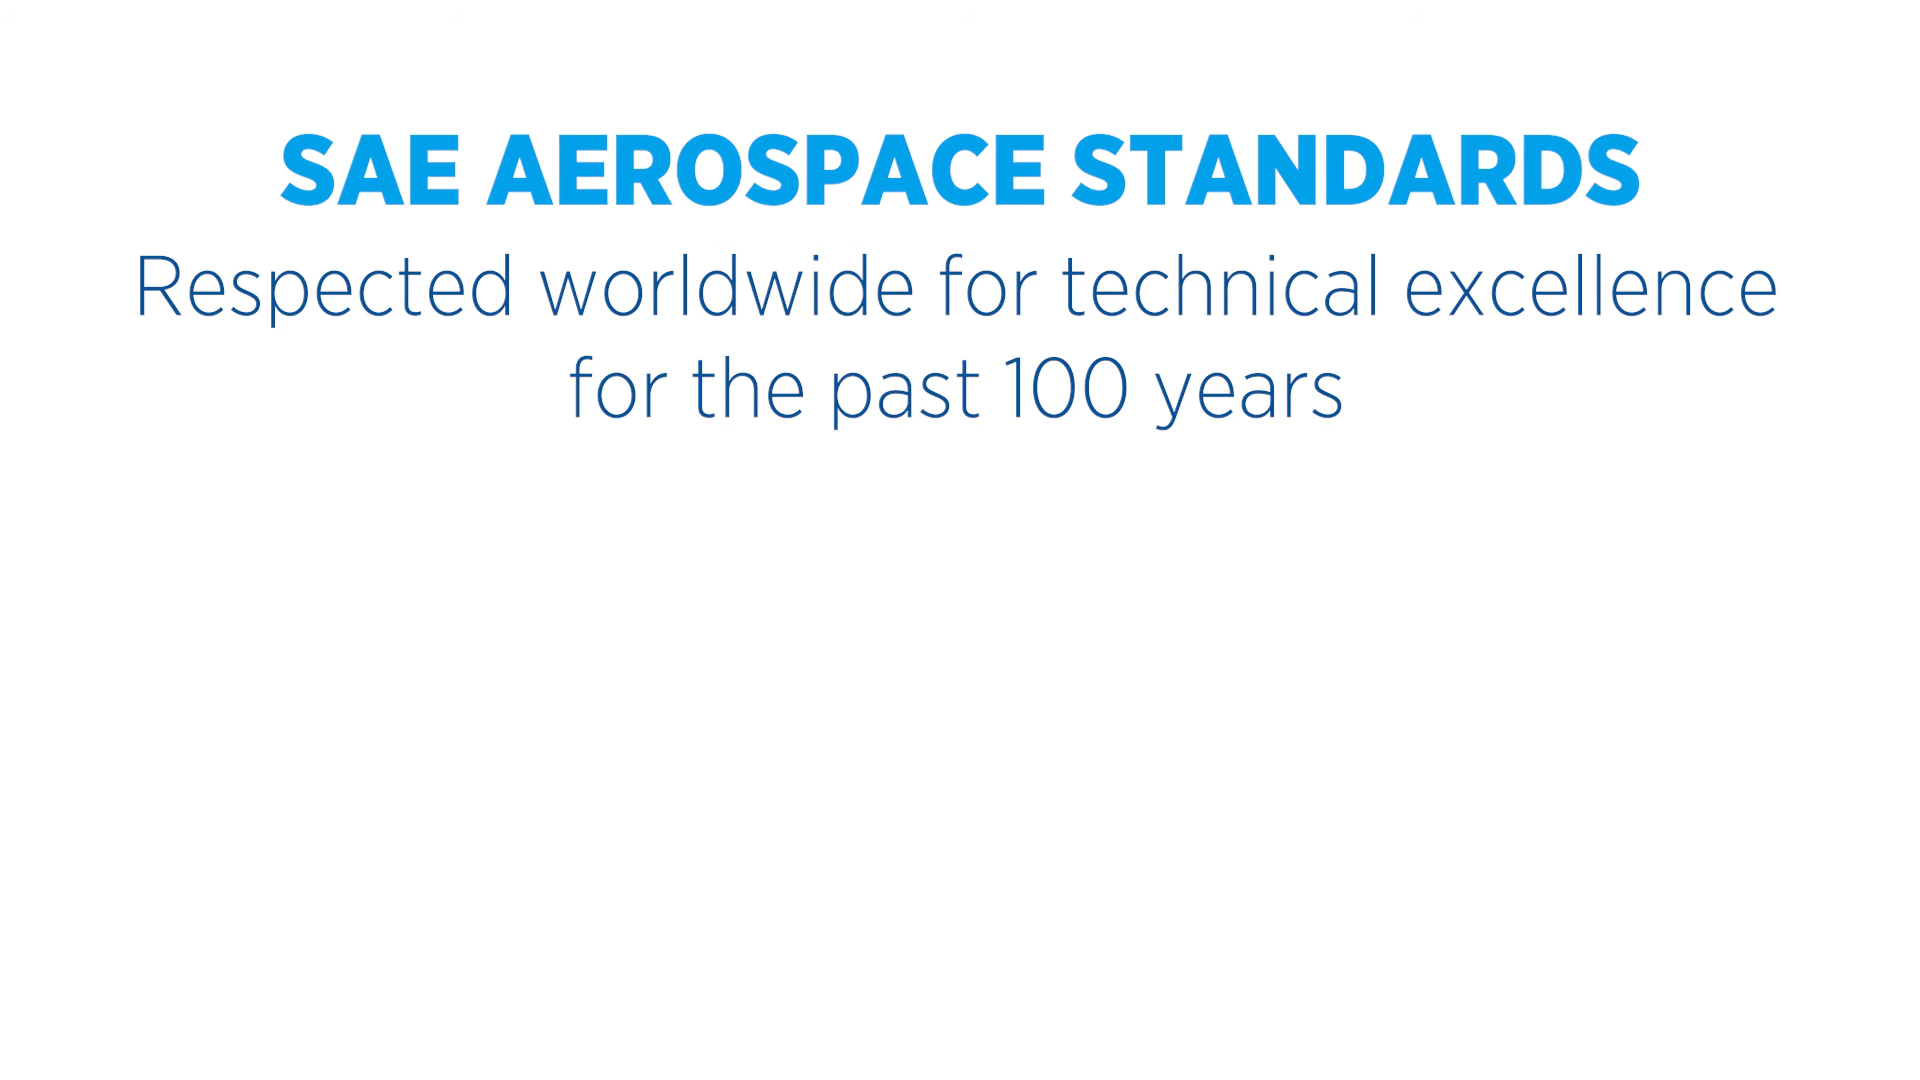 SAE AEROSPACE STANDARDS
Respected worldwide for technical excellence
for the past 100 years